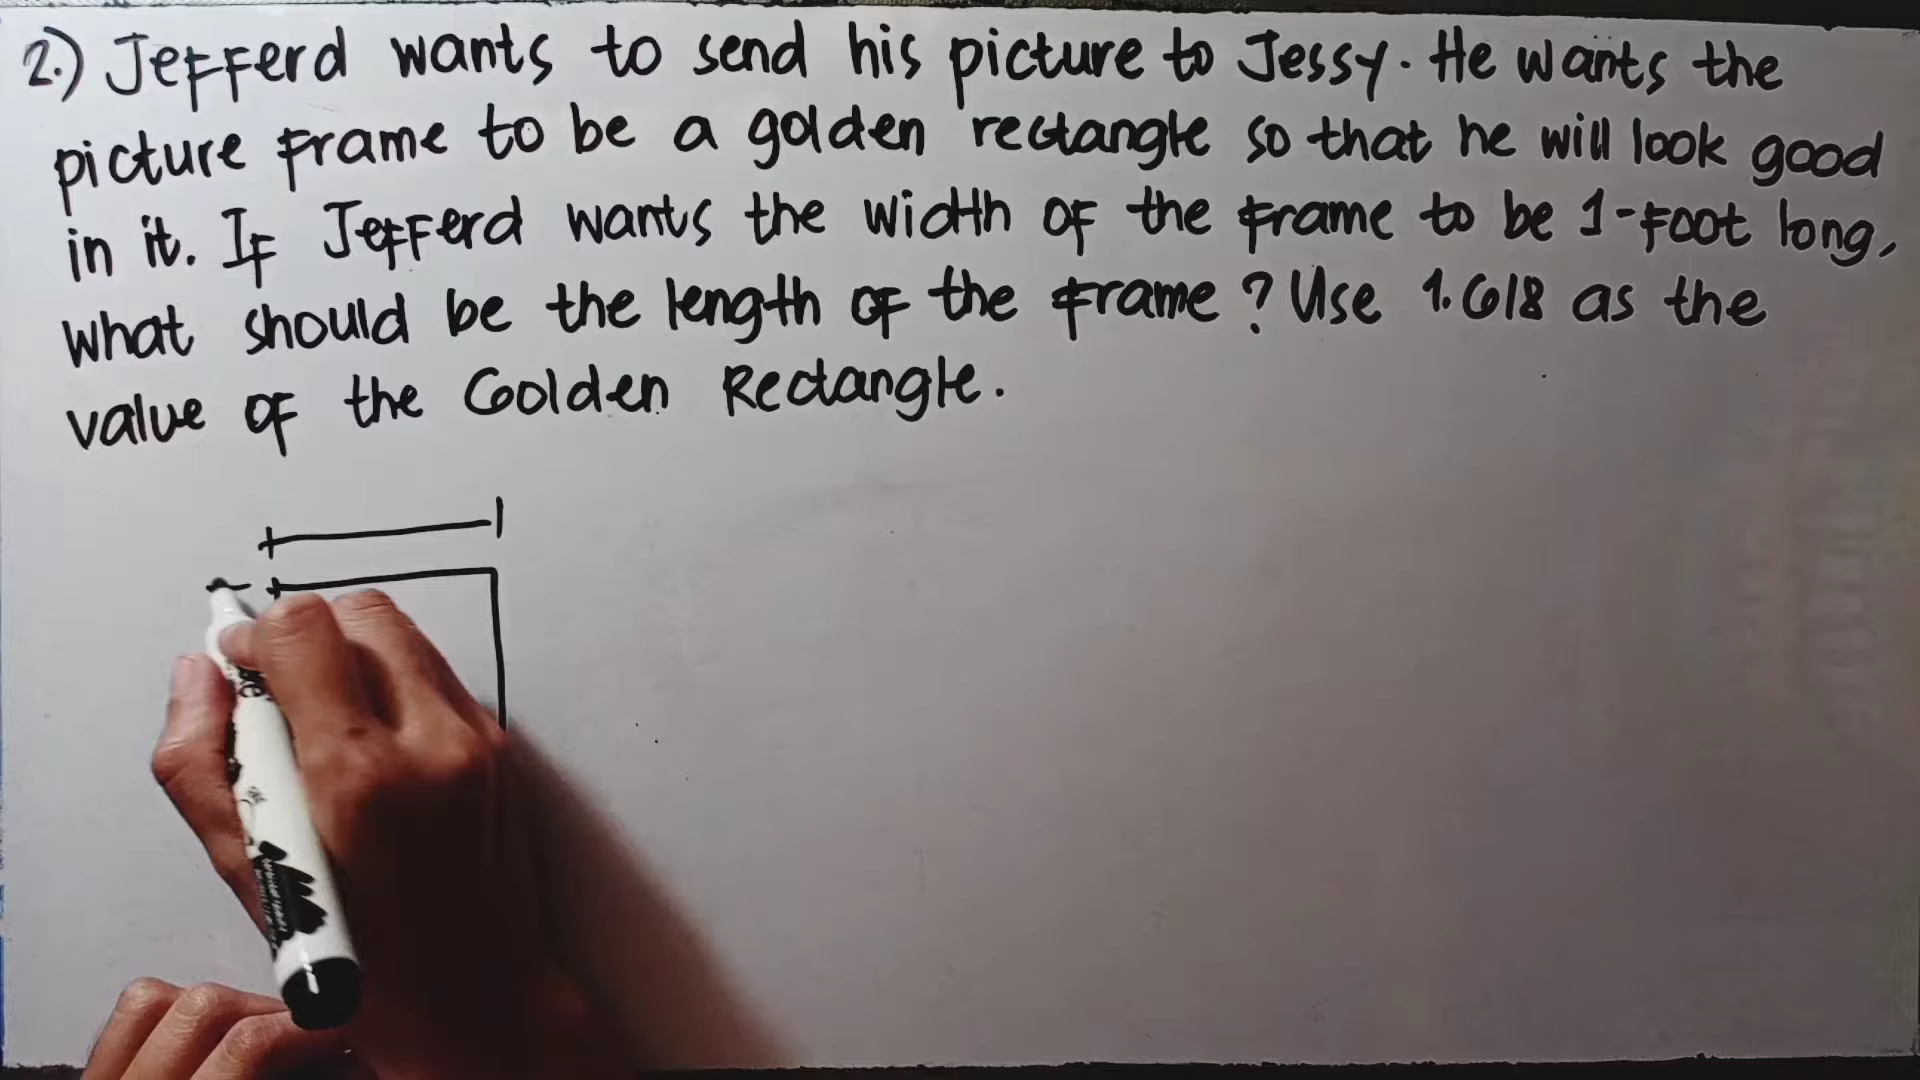 2.) Jefferd wants to send his picture to Jessy. He wants the
picture frame to be a golden rectangle so that he will look good
in it. If Jefferd wants the width of the frame to be 1-foot long,
what should be the length of the frame? Use 1.618 as the
value of the Golden Rectangle.